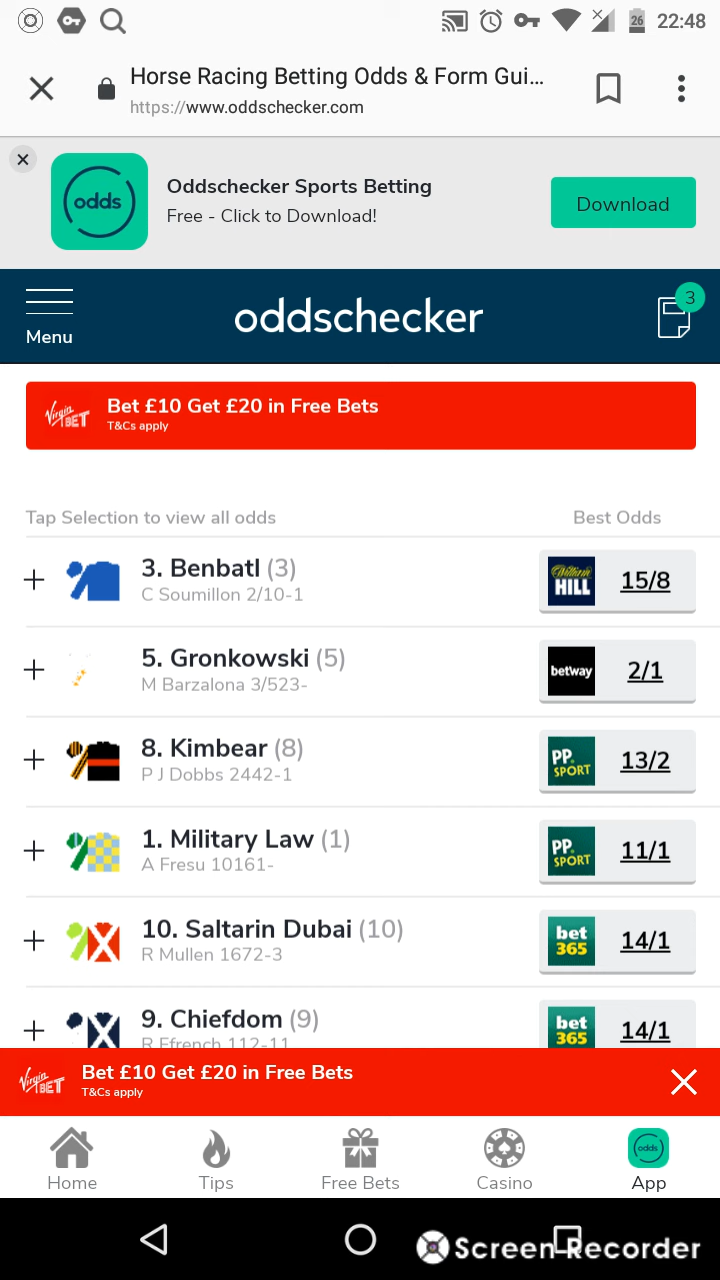 26 22:48
Horse Racing Betting Odds & Form Gui...
https://www.oddschecker.com
odds
Oddschecker Sports Betting
Free - Click to Download!
Download
Menu
oddschecker
3
Virgin BET
Bet £10 Get £20 in Free Bets
T&Cs apply
Tap Selection to view all odds Best Odds
3. Benbatl (3)
C Soumillon 2/10-1
William HILL 15/8
5. Gronkowski (5)
M Barzalona 3/523-
betway 2/1
8. Kimbear (8)
P J Dobbs 2442-1
PP. SPORT 13/2
1. Military Law (1)
A Fresu 10161-
PP. SPORT 11/1
10. Saltarin Dubai (10)
R Mullen 1672-3
bet365 14/1
9. Chiefdom (9)
R Ffrench 112-11
bet365 14/1
Virgin BET
Bet £10 Get £20 in Free Bets
T&Cs apply
Home Tips Free Bets Casino odds App
Screen Recorder